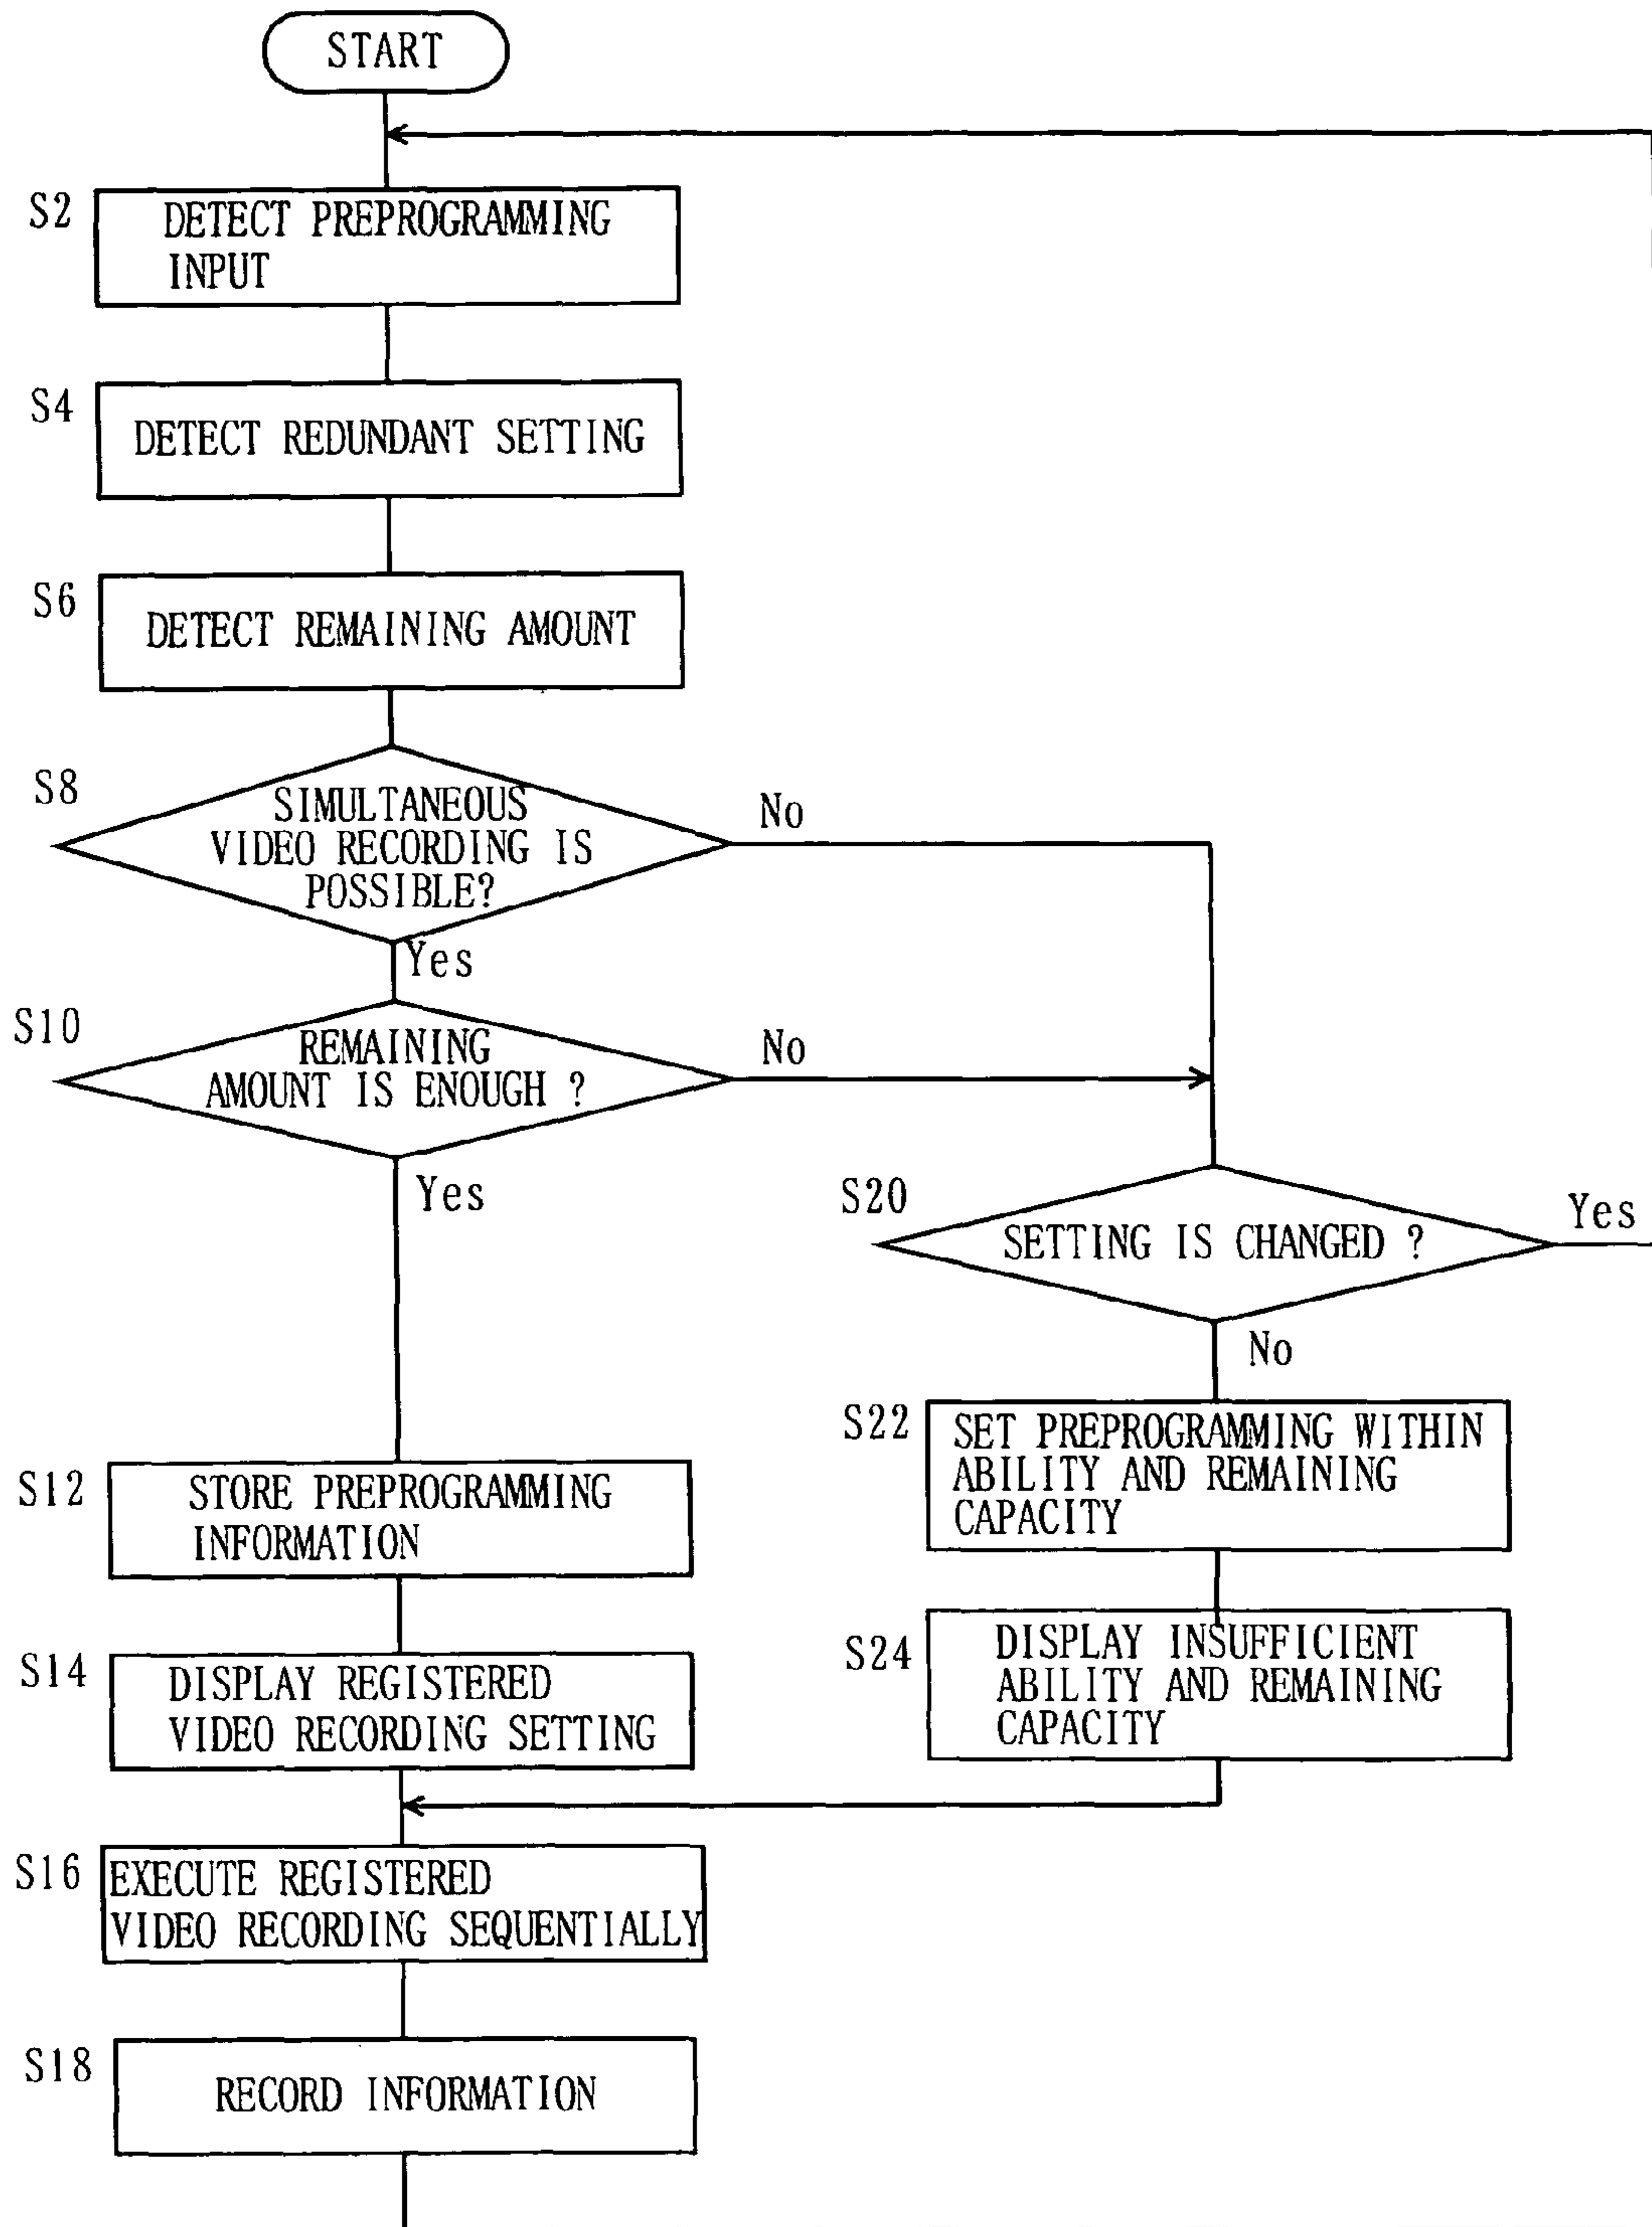 START
S2
DETECT PREPROGRAMMING
INPUT
S4
DETECT REDUNDANT SETTING
S6
DETECT REMAINING AMOUNT
S8
SIMULTANEOUS
VIDEO RECORDING IS
POSSIBLE?
No
Yes
S10
REMAINING
AMOUNT IS ENOUGH ?
No
Yes
S20
SETTING IS CHANGED ?
Yes
No
S22
SET PREPROGRAMMING WITHIN
ABILITY AND REMAINING
CAPACITY
S12
STORE PREPROGRAMMING
INFORMATION
S24
DISPLAY INSUFFICIENT
ABILITY AND REMAINING
CAPACITY
S14
DISPLAY REGISTERED
VIDEO RECORDING SETTING
S16
EXECUTE REGISTERED
VIDEO RECORDING SEQUENTIALLY
S18
RECORD INFORMATION